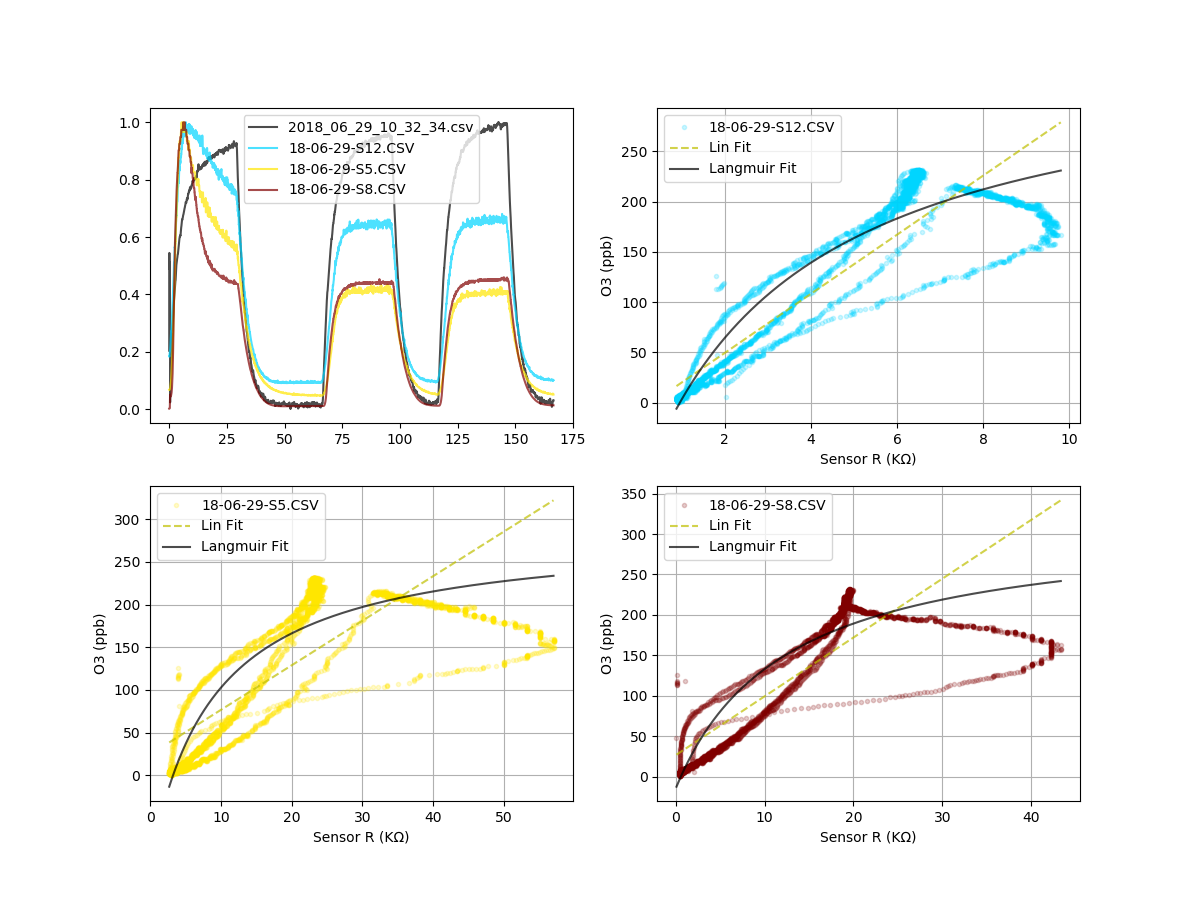 2018_06_29_10_32_34.csv
18-06-29-S12.CSV
18-06-29-S5.CSV
18-06-29-S8.CSV
1.0
0.8
0.6
0.4
0.2
0.0
0 25 50 75 100 125 150 175
18-06-29-S12.CSV
Lin Fit
Langmuir Fit
O3 (ppb)
250
200
150
100
50
0
2 4 6 8 10
Sensor R (KΩ)
18-06-29-S5.CSV
Lin Fit
Langmuir Fit
O3 (ppb)
300
250
200
150
100
50
0
0 10 20 30 40 50
Sensor R (KΩ)
18-06-29-S8.CSV
Lin Fit
Langmuir Fit
O3 (ppb)
350
300
250
200
150
100
50
0
0 10 20 30 40
Sensor R (KΩ)